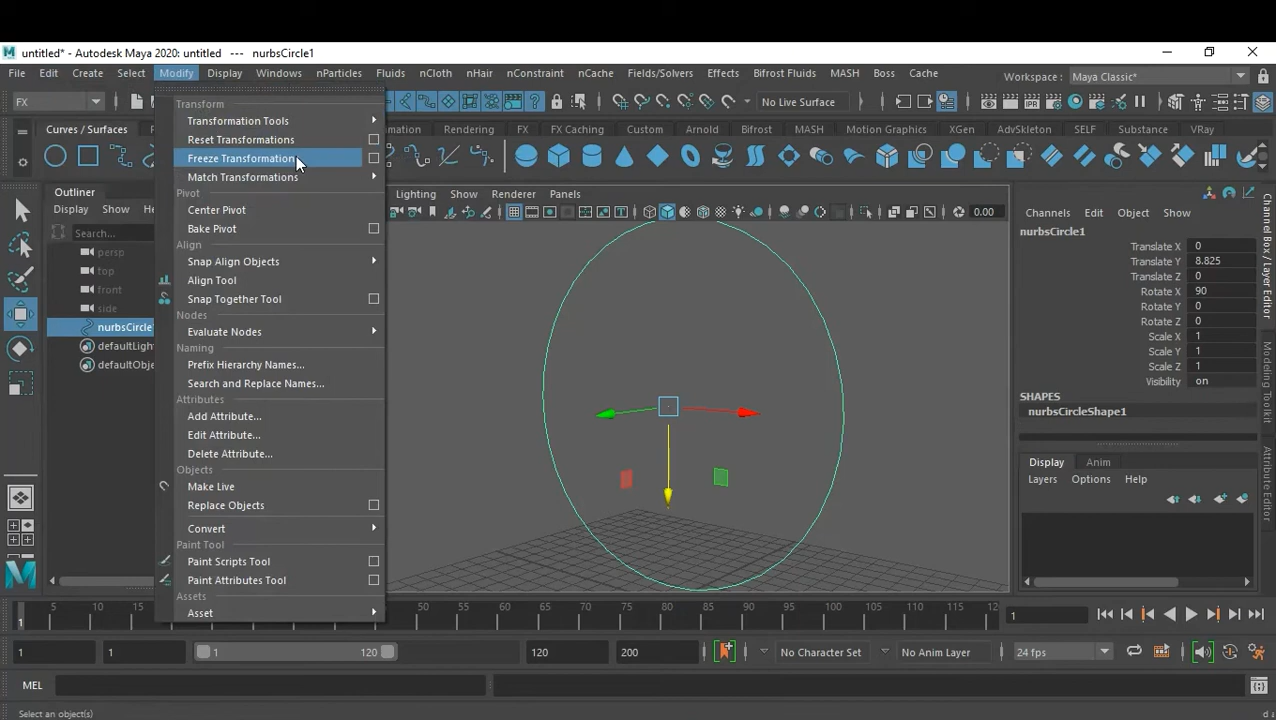 untitled* - Autodesk Maya 2020: untitled --- nurbsCircle1
File Edit Create Select Modify Display Windows nParticles Fluids nCloth nHair nConstraint nCache Fields/Solvers Effects Bifrost Fluids MASH Boss Cache Workspace : Maya Classic*
FX No Live Surface
Curves / Surfaces Rendering FX FX Caching Custom Arnold Bifrost MASH Motion Graphics XGen AdvSkeleton SELF Substance VRay
Transform
Transformation Tools
Reset Transformations
Freeze Transformation
Match Transformations
Pivot
Center Pivot
Bake Pivot
Align
Snap Align Objects
Align Tool
Snap Together Tool
Nodes
Evaluate Nodes
Naming
Prefix Hierarchy Names...
Search and Replace Names...
Attributes
Add Attribute...
Edit Attribute...
Delete Attribute...
Objects
Make Live
Replace Objects
Convert
Paint Tool
Paint Scripts Tool
Paint Attributes Tool
Assets
Asset
Outliner
Display Show
Search...
persp
top
front
side
nurbsCircle
Lighting Show Renderer Panels
0.00
Channels Edit Object Show
nurbsCircle1
Translate X 0
Translate Y 8.825
Translate Z 0
Rotate X 90
Rotate Y 0
Rotate Z 0
Scale X 1
Scale Y 1
Scale Z 1
Visibility on
SHAPES
nurbsCircleShape1
Display Anim
Layers Options Help
Channel Box / Layer Editor
Modeling Toolkit
Attribute Editor
5 10 50 55 60 65 70 75 80 85 90 95 100 105 110 115 12
1
1
1 1 1 120 120 200 No Character Set No Anim Layer 24 fps
MEL
Select an object(s)